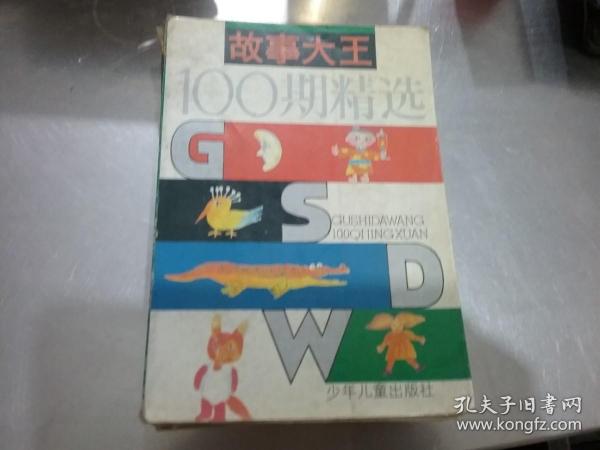 故事大王
100期精选
G
S
GUSHIDAWANG
100QIJINGXUAN
D
W
少年儿童出版社
孔夫子旧书网
www.kongfz.com